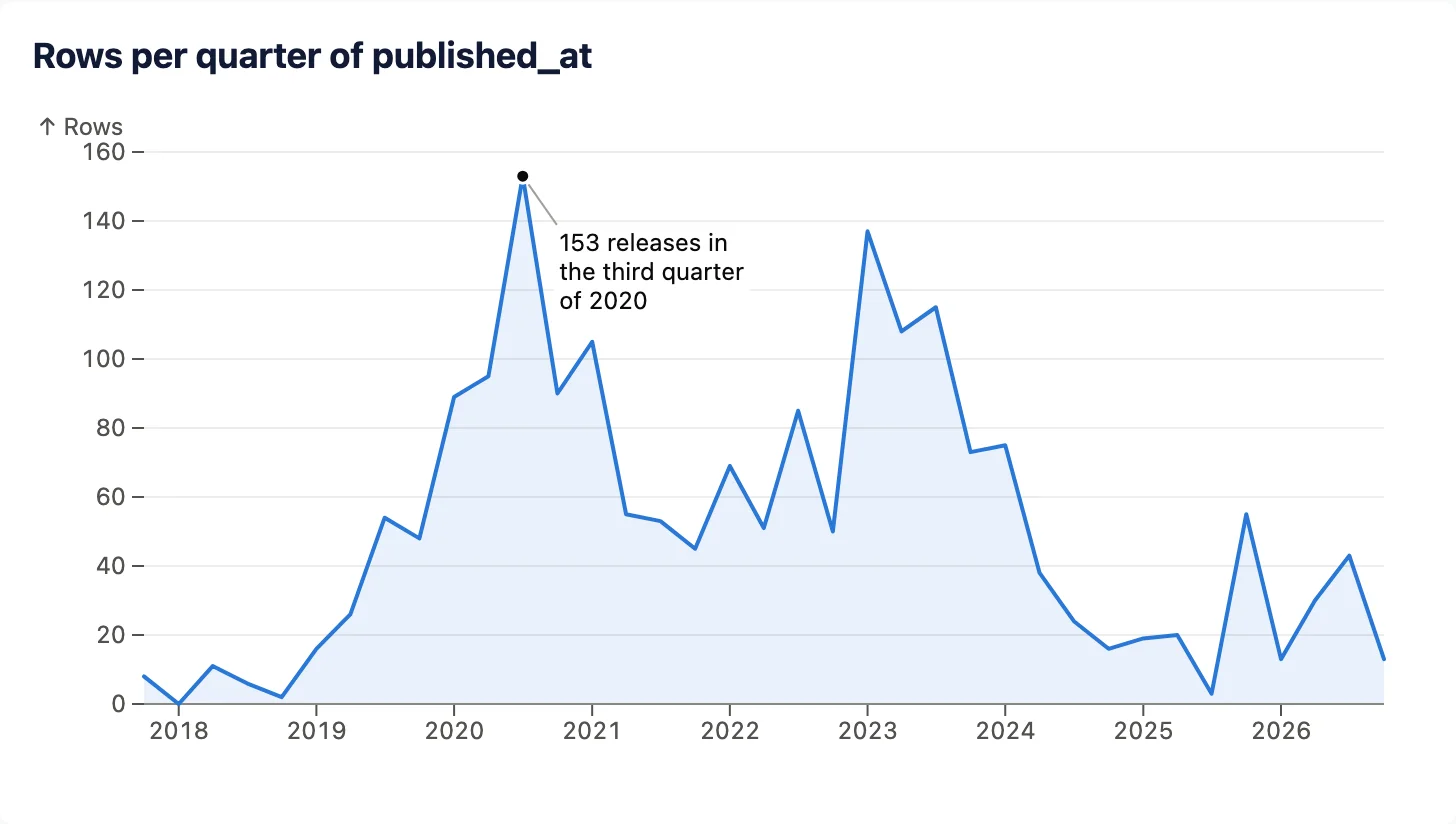 Rows per quarter of published_at
↑ Rows
160
140
120
100
80
60
40
20
0
153 releases in
the third quarter
of 2020
2018 2019 2020 2021 2022 2023 2024 2025 2026